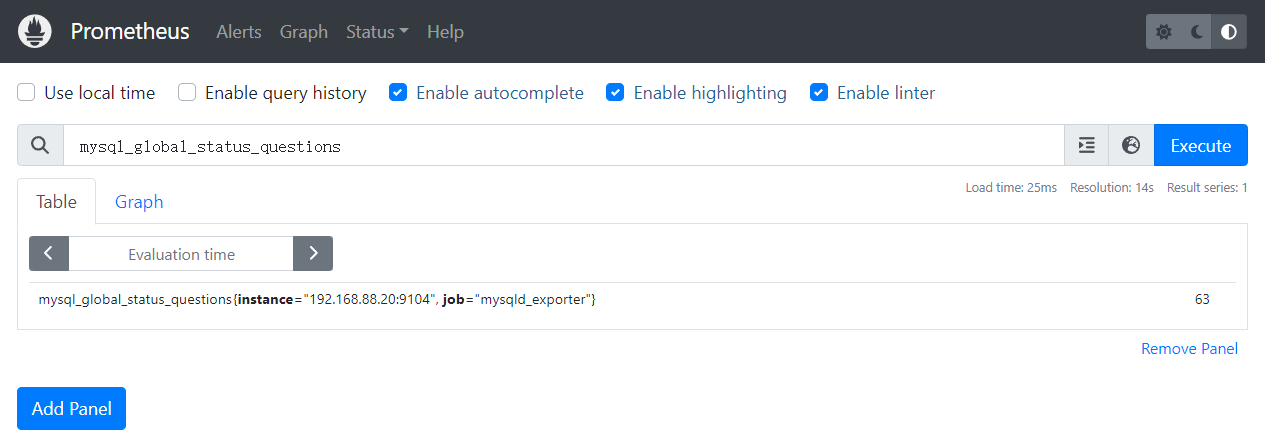 Prometheus Alerts Graph Status Help
Use local time Enable query history Enable autocomplete Enable highlighting Enable linter
mysql_global_status_questions Execute
Table Graph Load time: 25ms Resolution: 14s Result series: 1
Evaluation time
mysql_global_status_questions{instance="192.168.88.20:9104", job="mysqld_exporter"} 63
Remove Panel
Add Panel